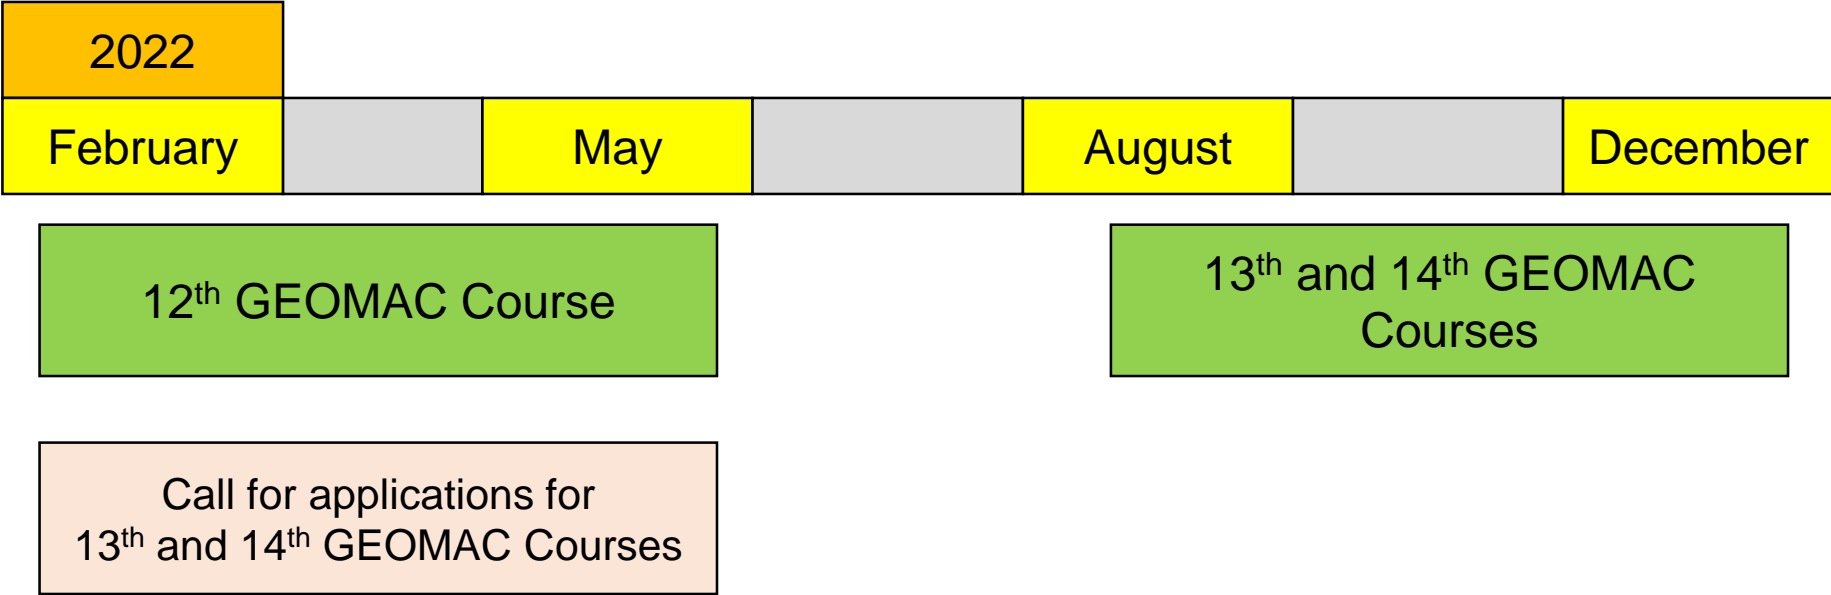 2022
February May August December
12th GEOMAC Course
13th and 14th GEOMAC
Courses
Call for applications for
13th and 14th GEOMAC Courses